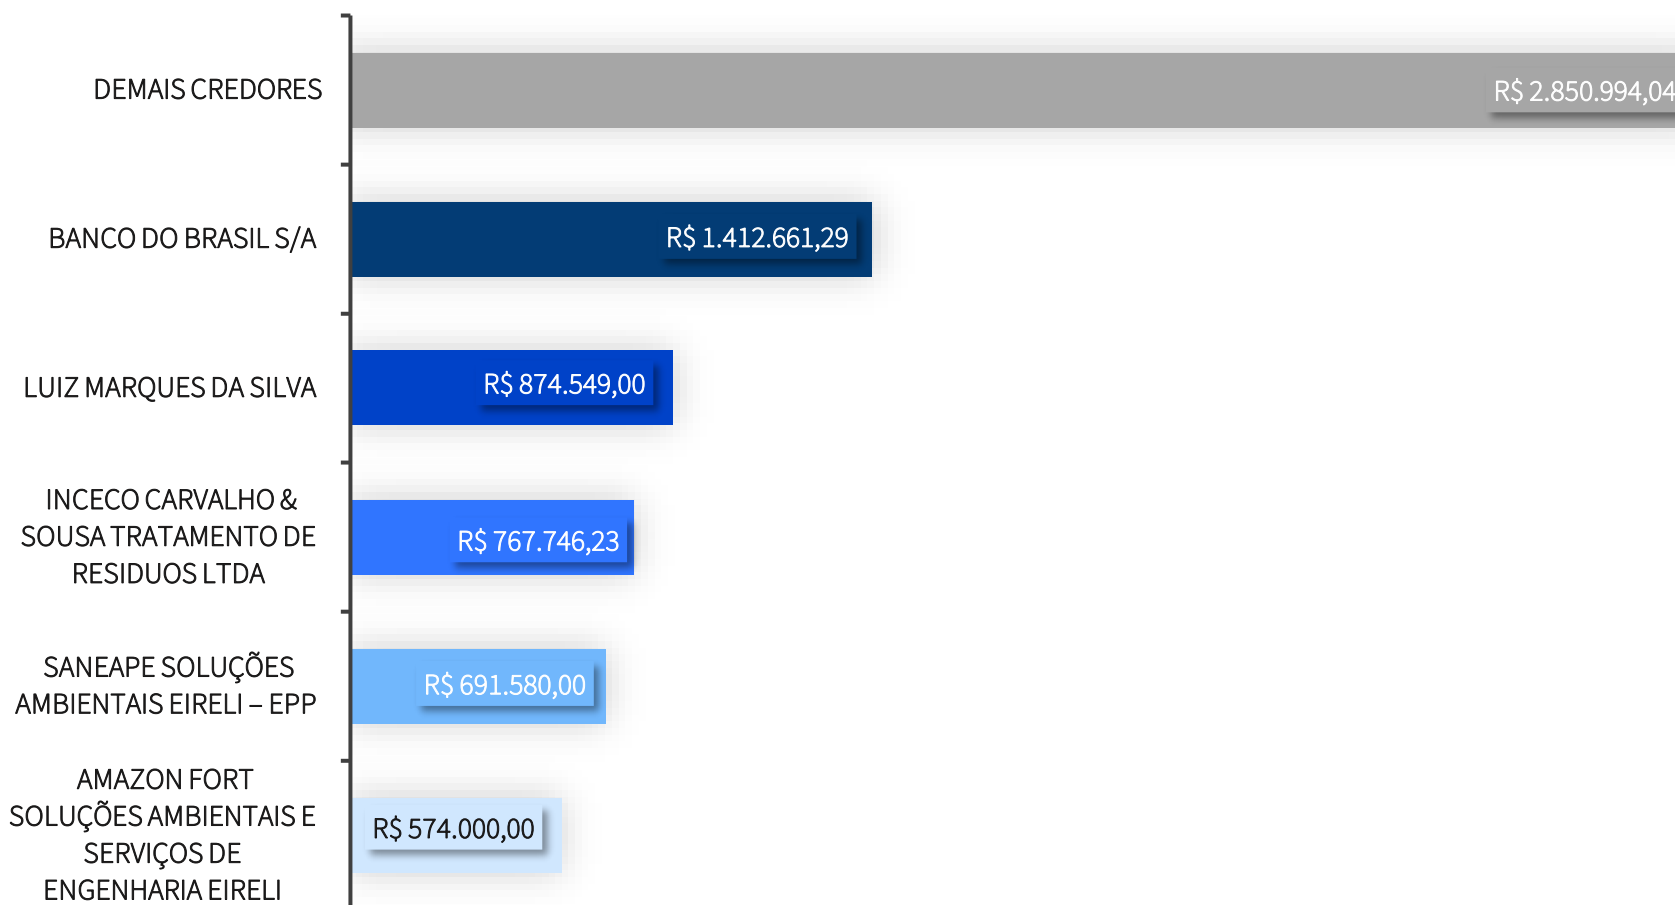 DEMAIS CREDORES
R$ 2.850.994,04
BANCO DO BRASIL S/A
R$ 1.412.661,29
LUIZ MARQUES DA SILVA
R$ 874.549,00
INCECO CARVALHO &
SOUSA TRATAMENTO DE
RESIDUOS LTDA
R$ 767.746,23
SANEAPE SOLUÇÕES
AMBIENTAIS EIRELI – EPP
R$ 691.580,00
AMAZON FORT
SOLUÇÕES AMBIENTAIS E
SERVIÇOS DE
ENGENHARIA EIRELI
R$ 574.000,00